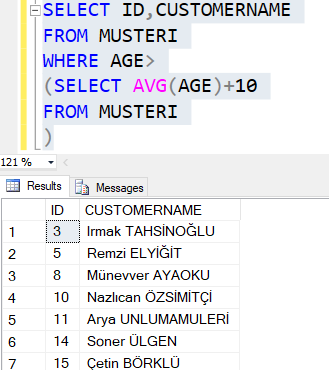 SELECT ID,CUSTOMERNAME
FROM MUSTERI
WHERE AGE>
(SELECT AVG(AGE)+10
FROM MUSTERI
)
121 %
Results Messages
ID CUSTOMERNAME
1 3 Irmak TAHSİNOĞLU
2 5 Remzi ELYİĞİT
3 8 Münevver AYAOKU
4 10 Nazlıcan ÖZSİMİTÇİ
5 11 Arya UNLUMAMULERİ
6 14 Soner ÜLGEN
7 15 Çetin BÖRKLÜ